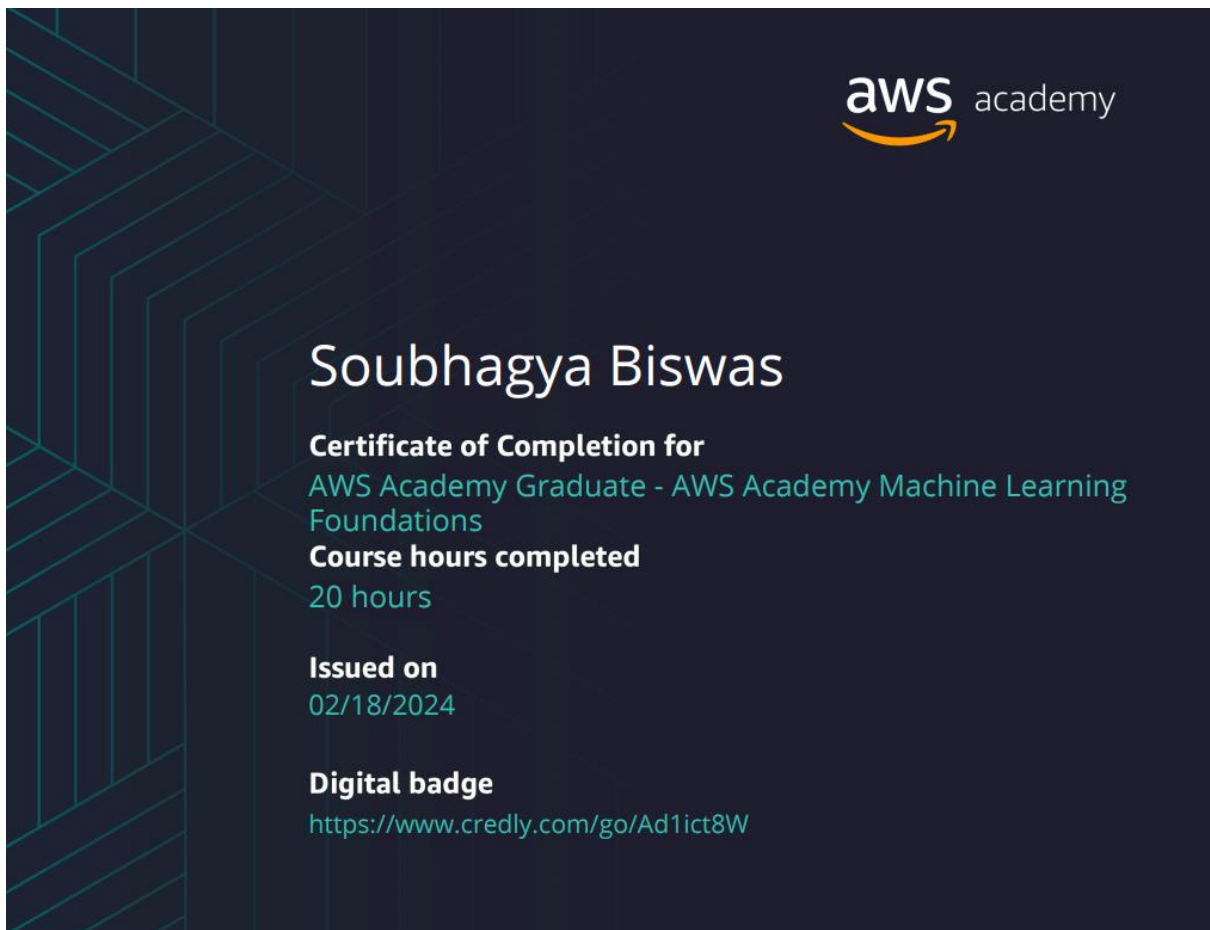 aws academy
Soubhagya Biswas
Certificate of Completion for
AWS Academy Graduate - AWS Academy Machine Learning
Foundations
Course hours completed
20 hours
Issued on
02/18/2024
Digital badge
https://www.credly.com/go/Ad1ict8W